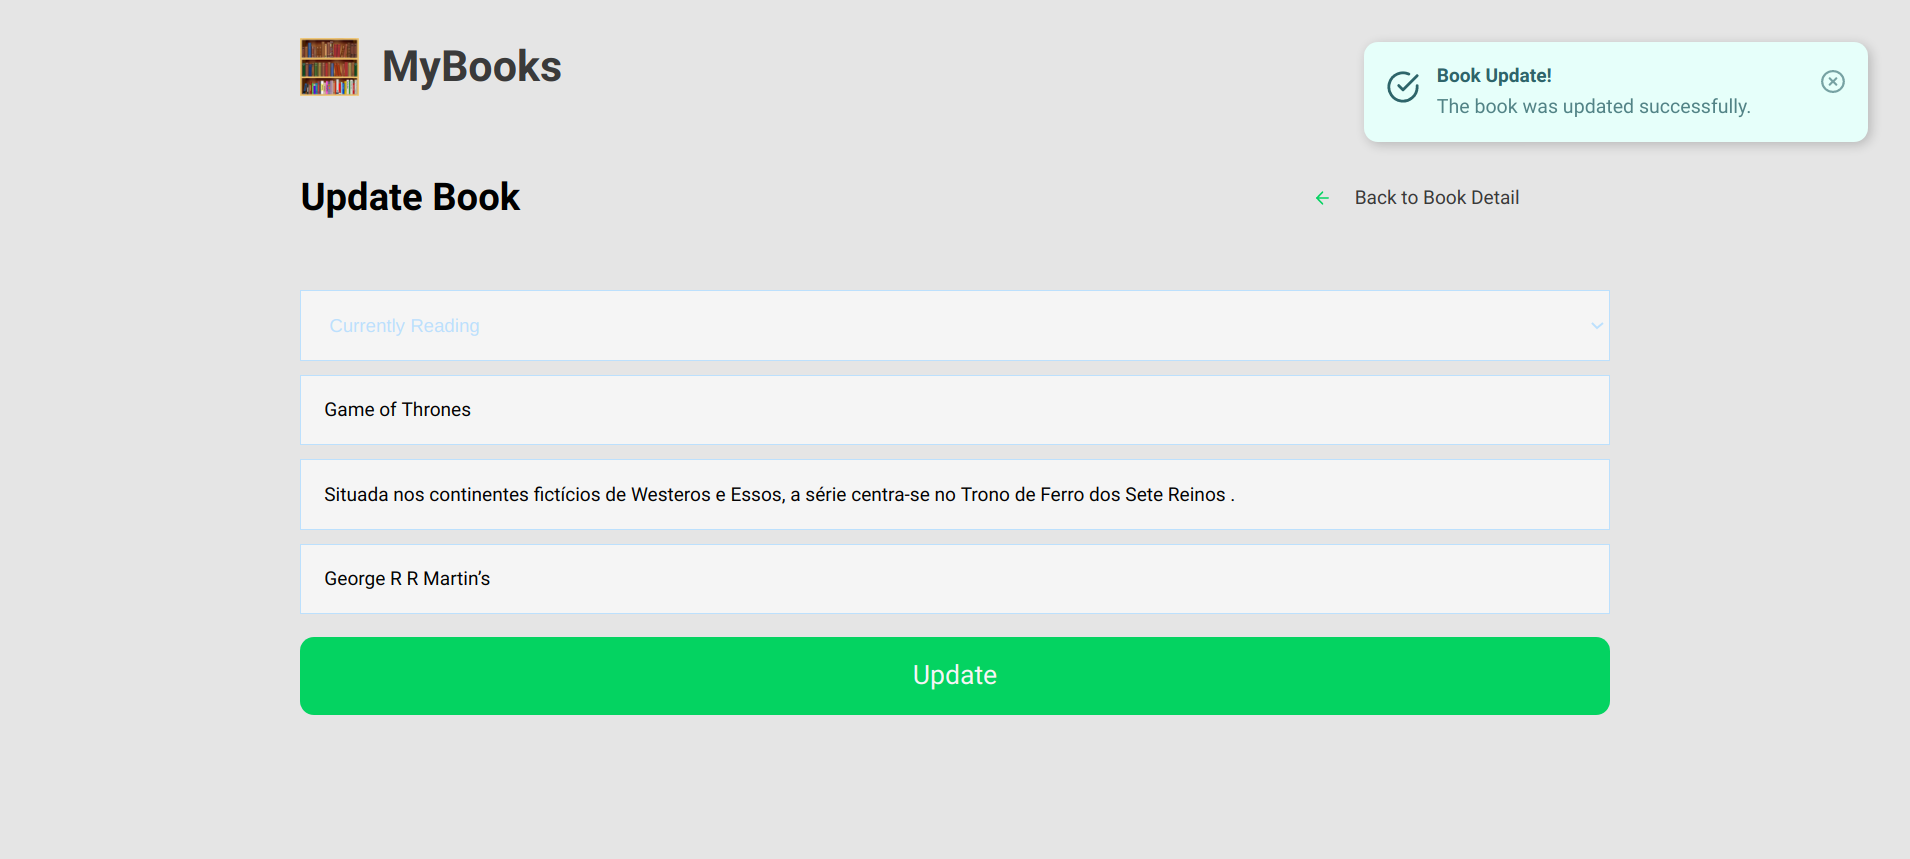 MyBooks
Book Update!
The book was updated successfully.
Update Book
Back to Book Detail
Currently Reading
Game of Thrones
Situada nos continentes fictícios de Westeros e Essos, a série centra-se no Trono de Ferro dos Sete Reinos .
George R R Martin’s
Update